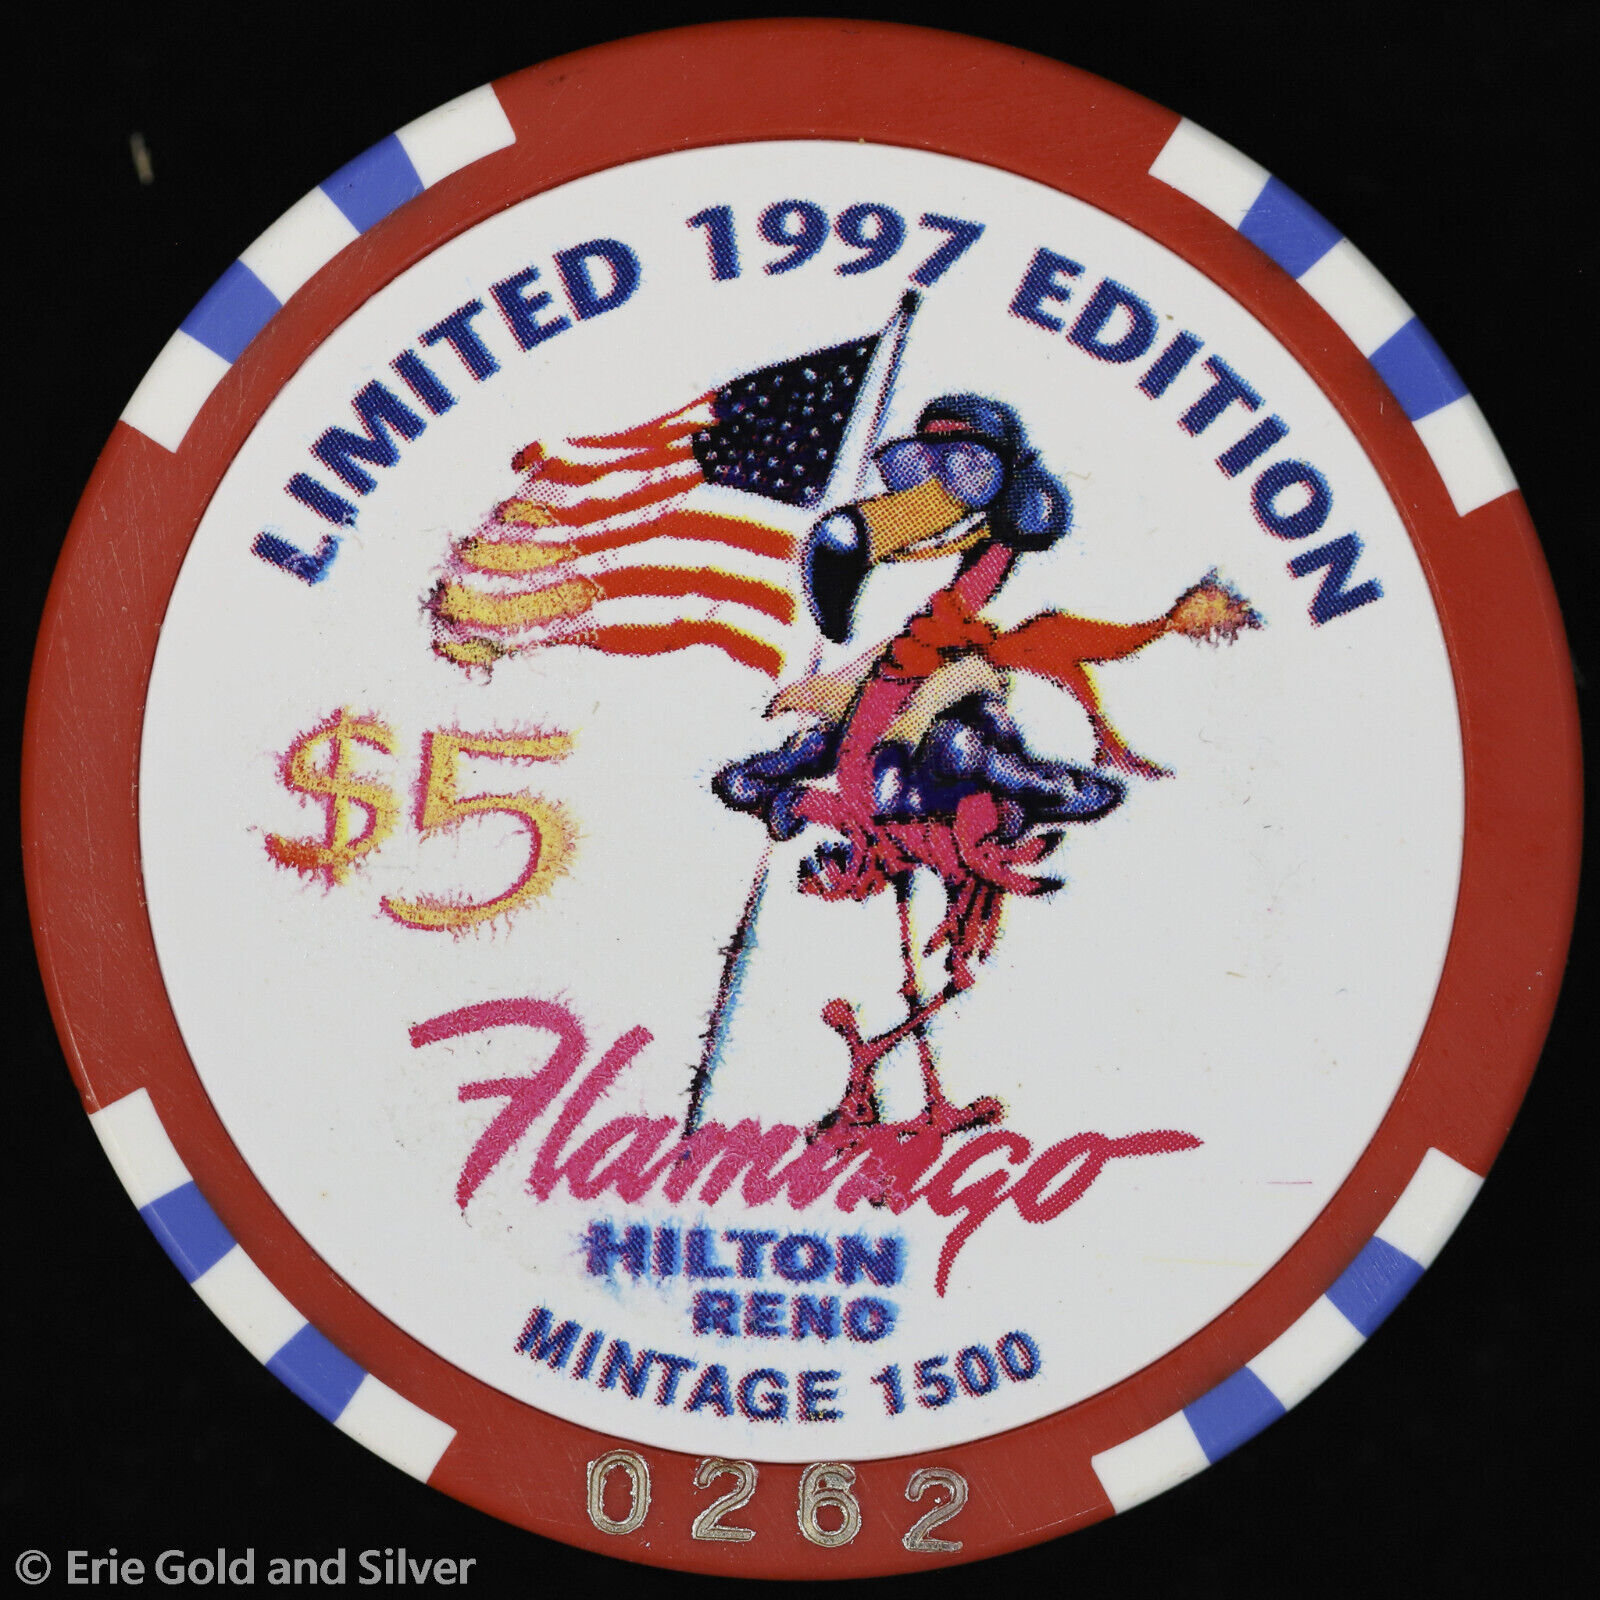 LIMITED 1997 EDITION
$5
Flamingo
HILTON
RENO
MINTAGE 1500
0262
© Erie Gold and Silver